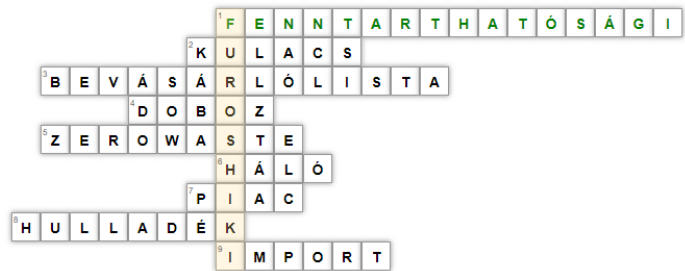 1 FENNTARTHATÓSÁGI
2 KULACS
3 BEVÁSÁRLÓLISTA
4 DOBOZ
5 ZEROWASTE
6 HÁLÓ
7 PIAC
8 HULLADÉK
9 IMPORT